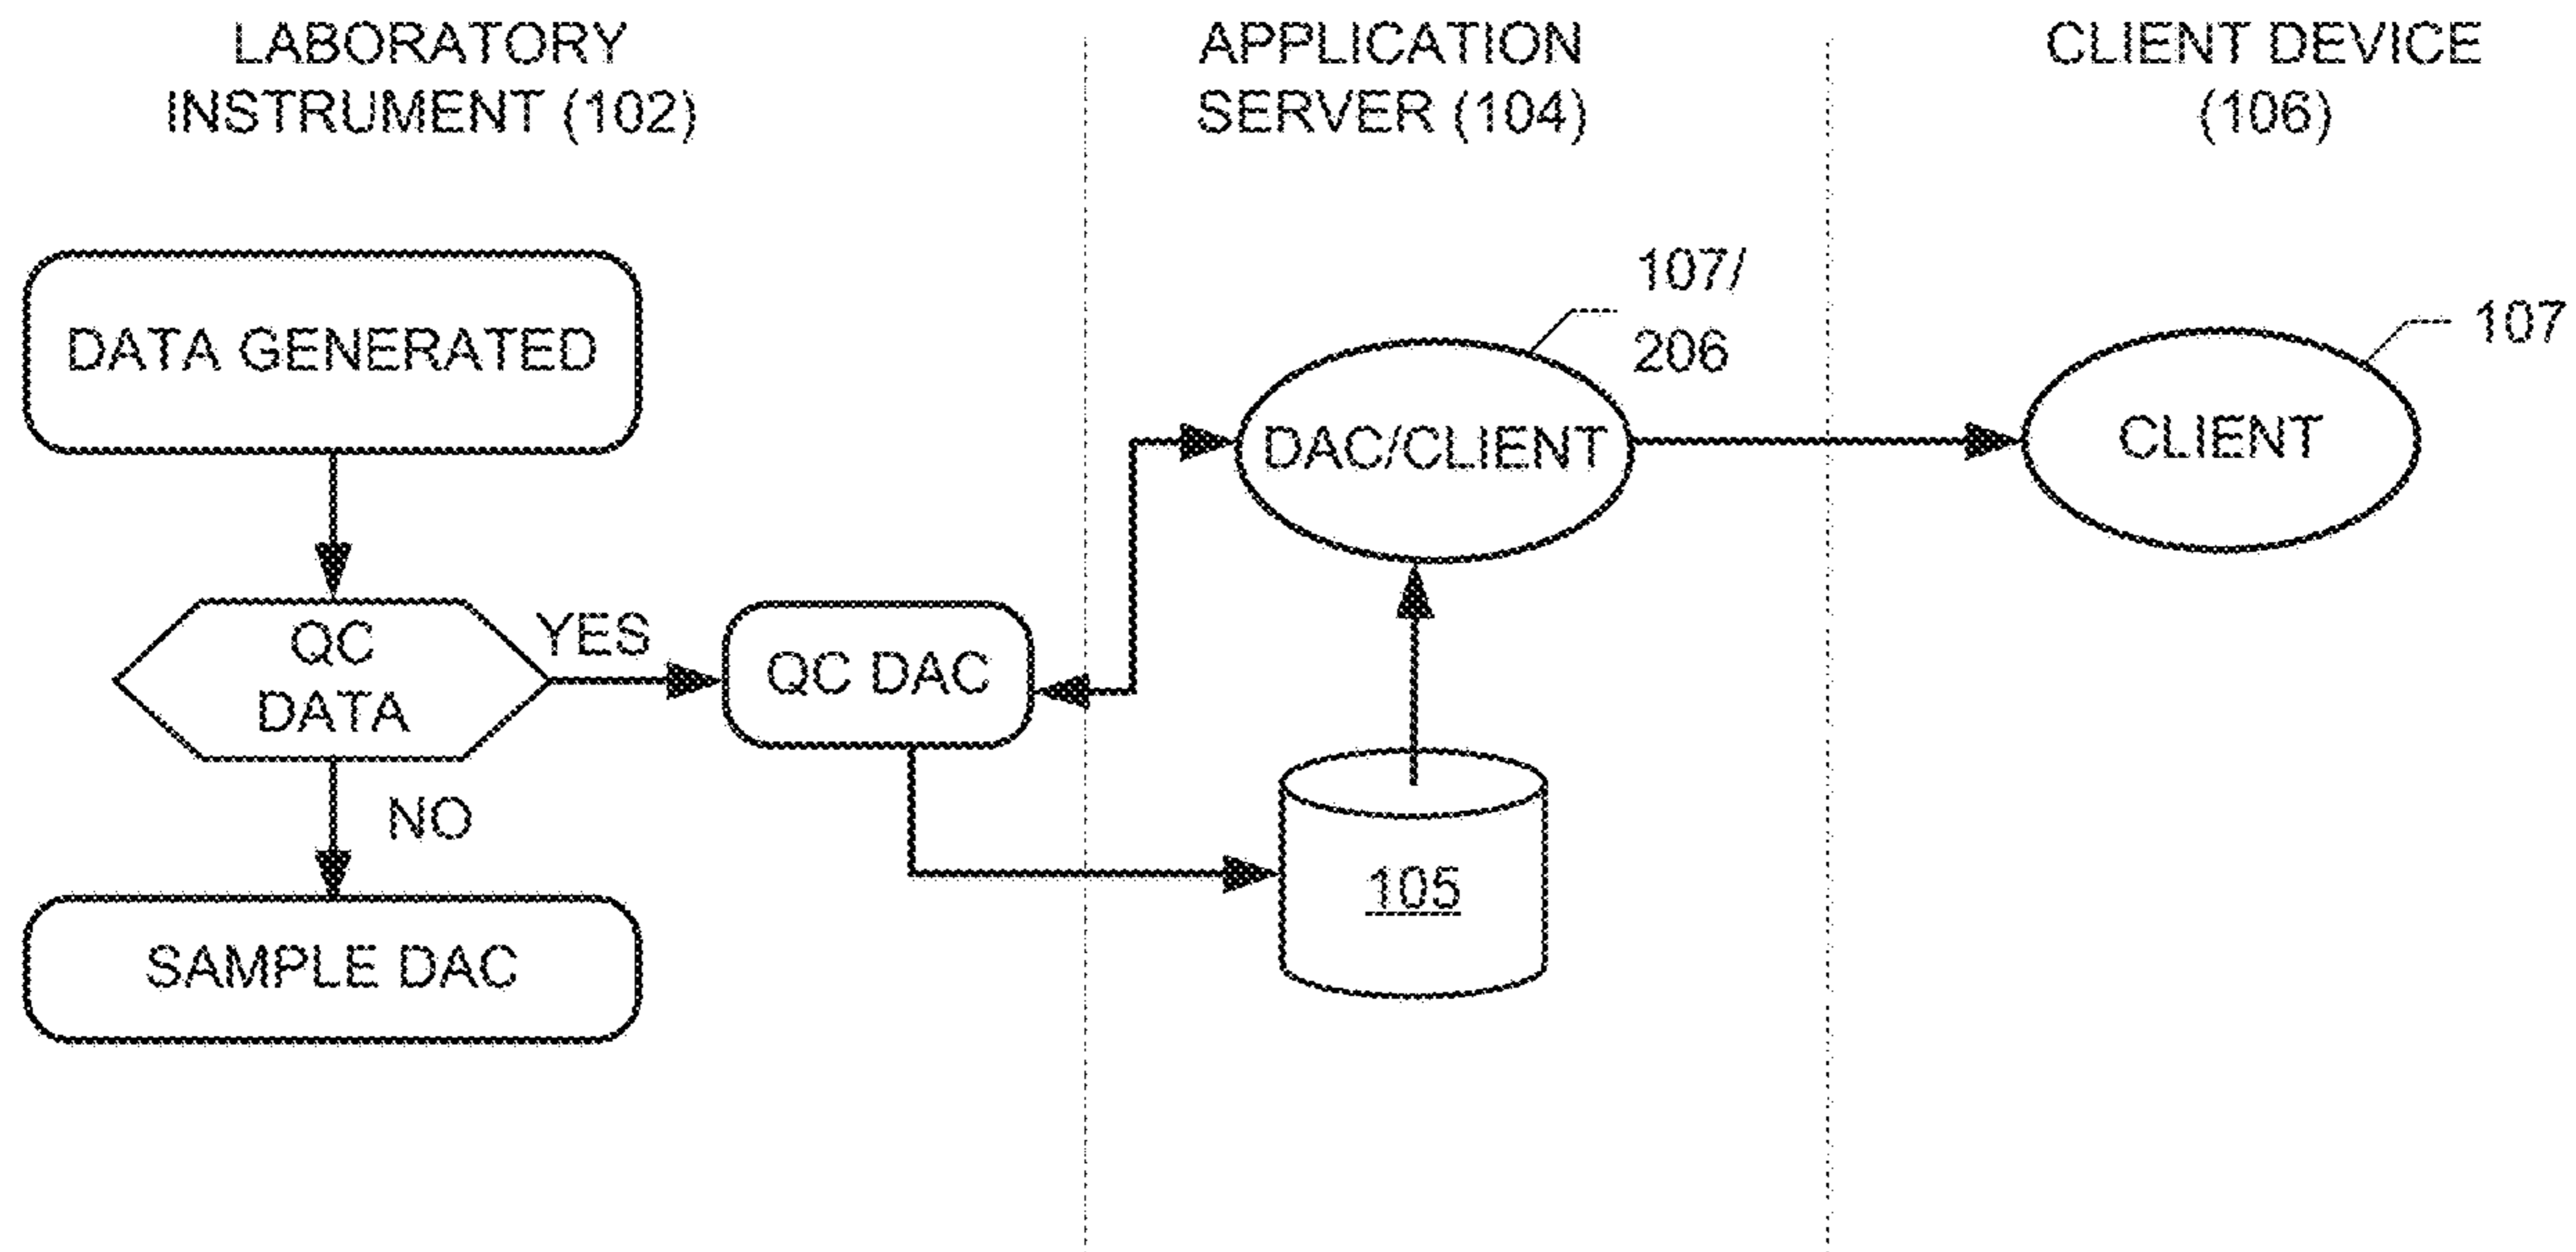 LABORATORY
INSTRUMENT (102)
APPLICATION
SERVER (104)
CLIENT DEVICE
(106)
DATA GENERATED
QC
DATA
YES
NO
SAMPLE DAC
QC DAC
107/
206
DAC/CLIENT
105
107
CLIENT